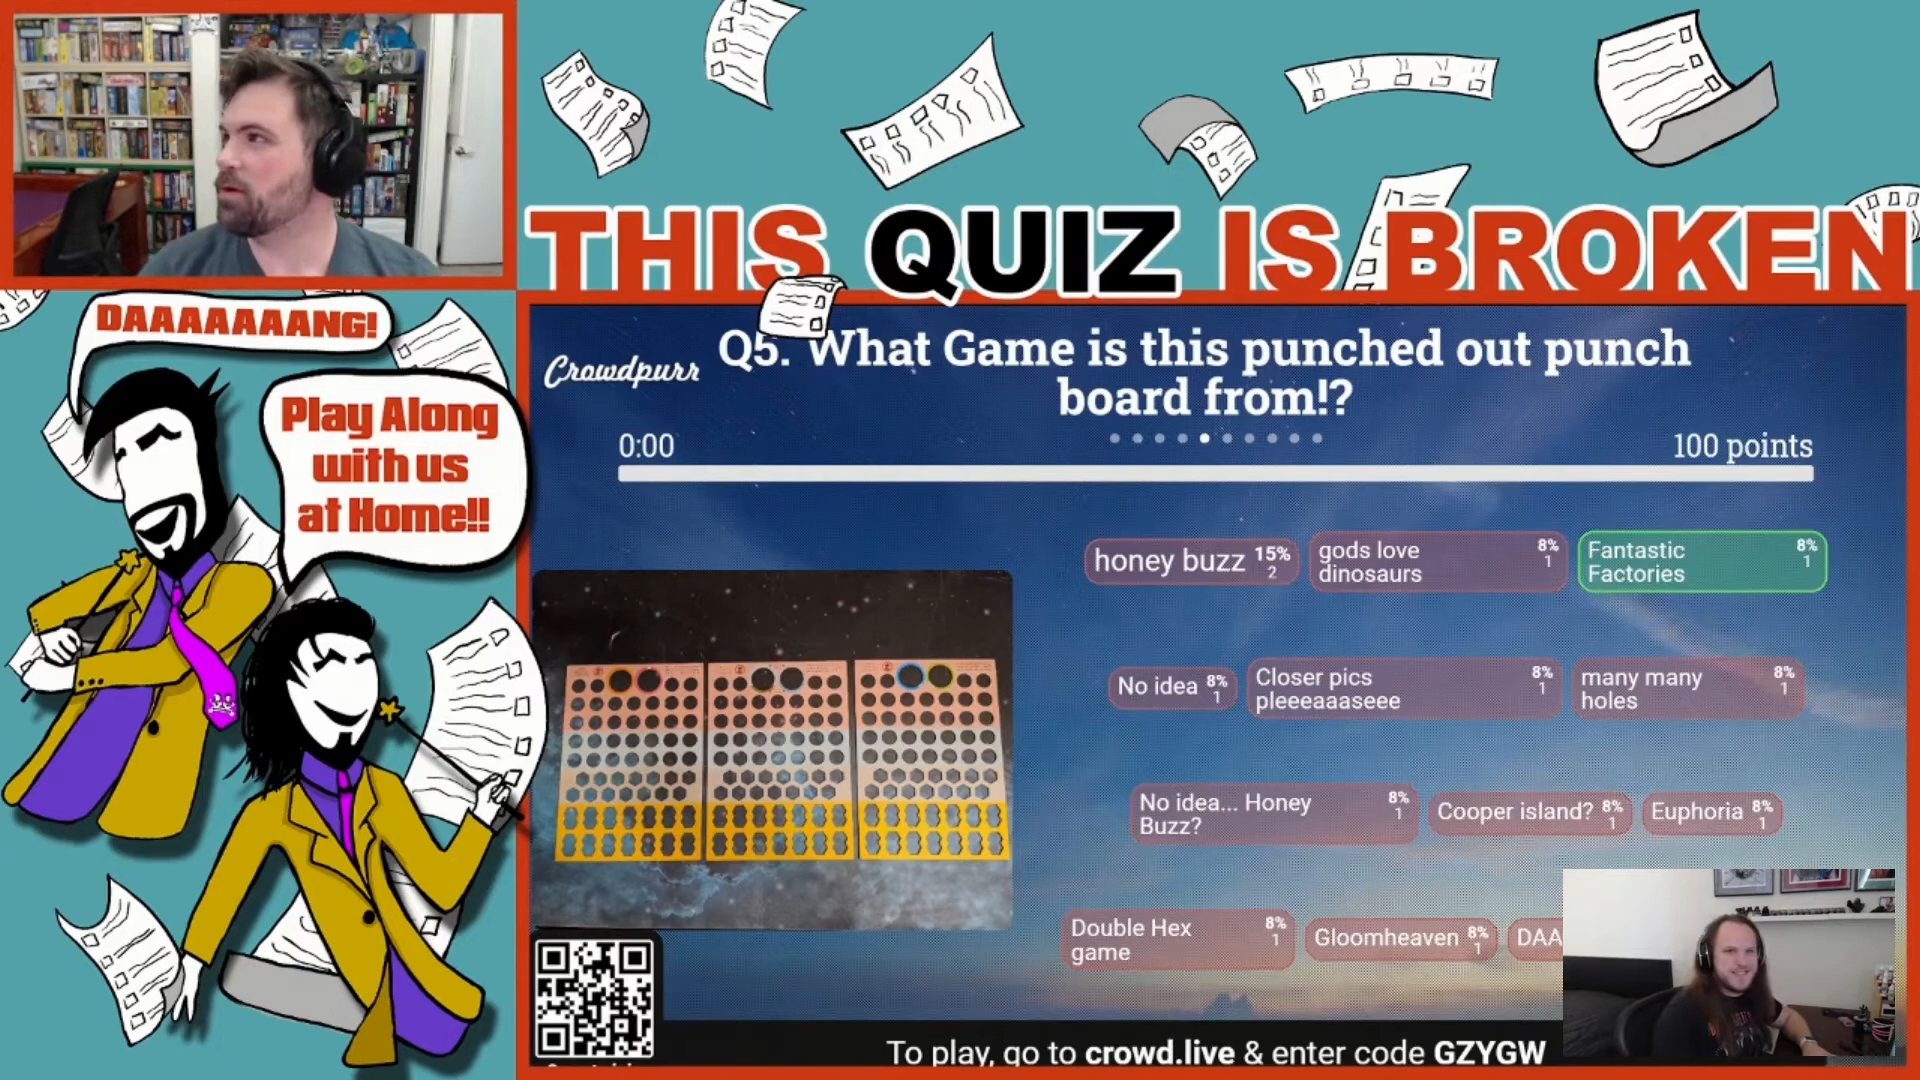 THIS QUIZ IS BROKEN
DAAAAAAANG!
Play Along
with us
at Home!!
Crowdpurr
Q5. What Game is this punched out punch
board from!?
0:00
100 points
honey buzz 15%
2
gods love
dinosaurs
8%
1
Fantastic
Factories
8%
1
No idea 8%
1
Closer pics
pleeeaaaseee
8%
1
many many
holes
8%
1
No idea... Honey
Buzz?
8%
1
Cooper island? 8%
1
Euphoria 8%
1
Double Hex
game
8%
1
Gloomheaven 8%
1
DAA
To play, go to crowd.live & enter code GZYGW